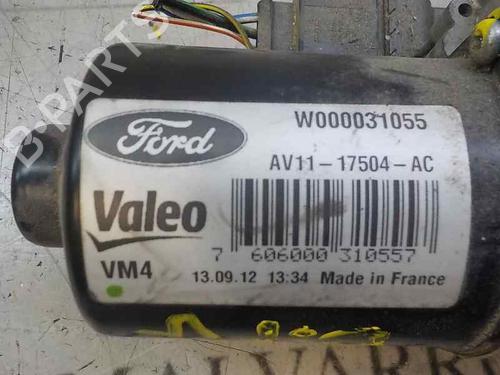 B-PARTS
Ford
W000031055
AV11-17504-AC
Valeo
7 606000 310557
VM4
13.09.12 13:34 Made in France